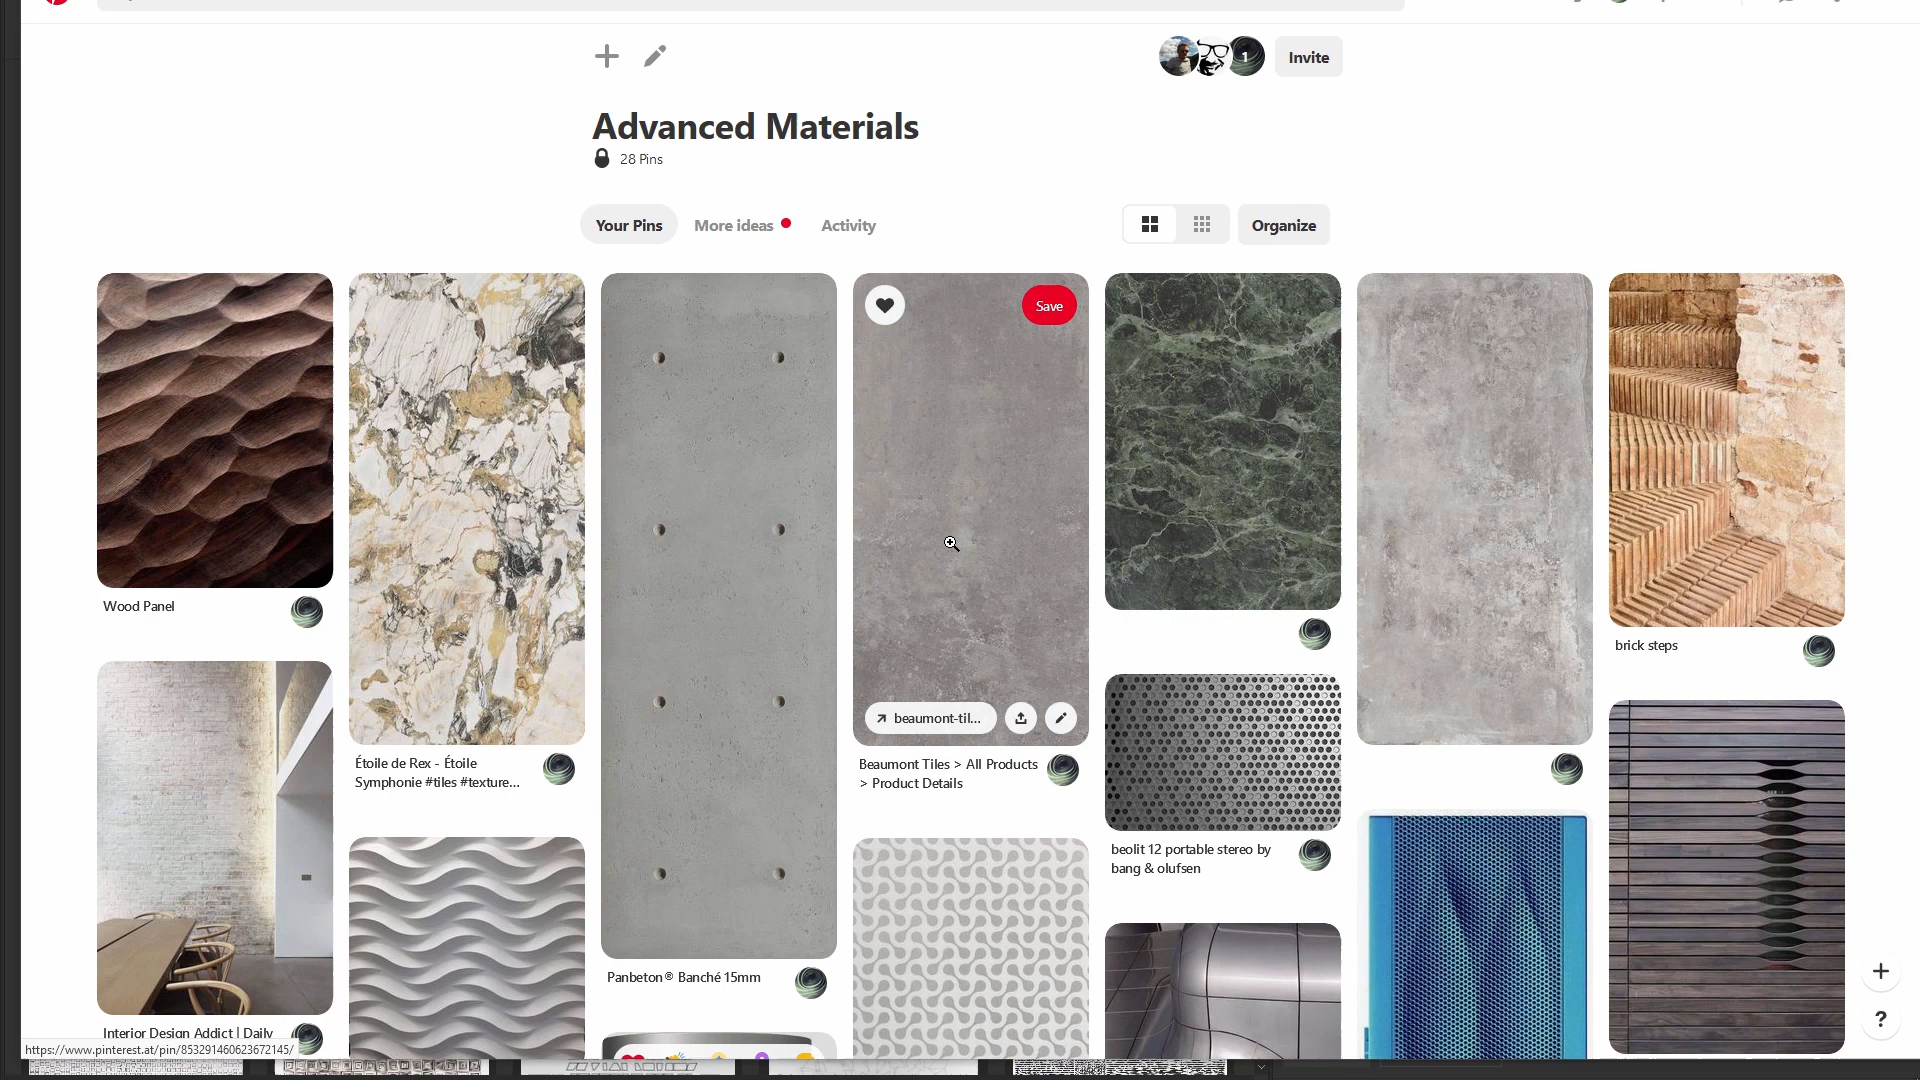 1
Invite
Advanced Materials
28 Pins
Your Pins
More ideas
Activity
Organize
Save
beaumont-til...
Wood Panel
brick steps
Étoile de Rex - Étoile
Symphonie #tiles #texture...
Beaumont Tiles > All Products
> Product Details
beolit 12 portable stereo by
bang & olufsen
Panbeton® Banché 15mm
Interior Design Addict | Daily
https://www.pinterest.at/pin/853291460623672145/
?